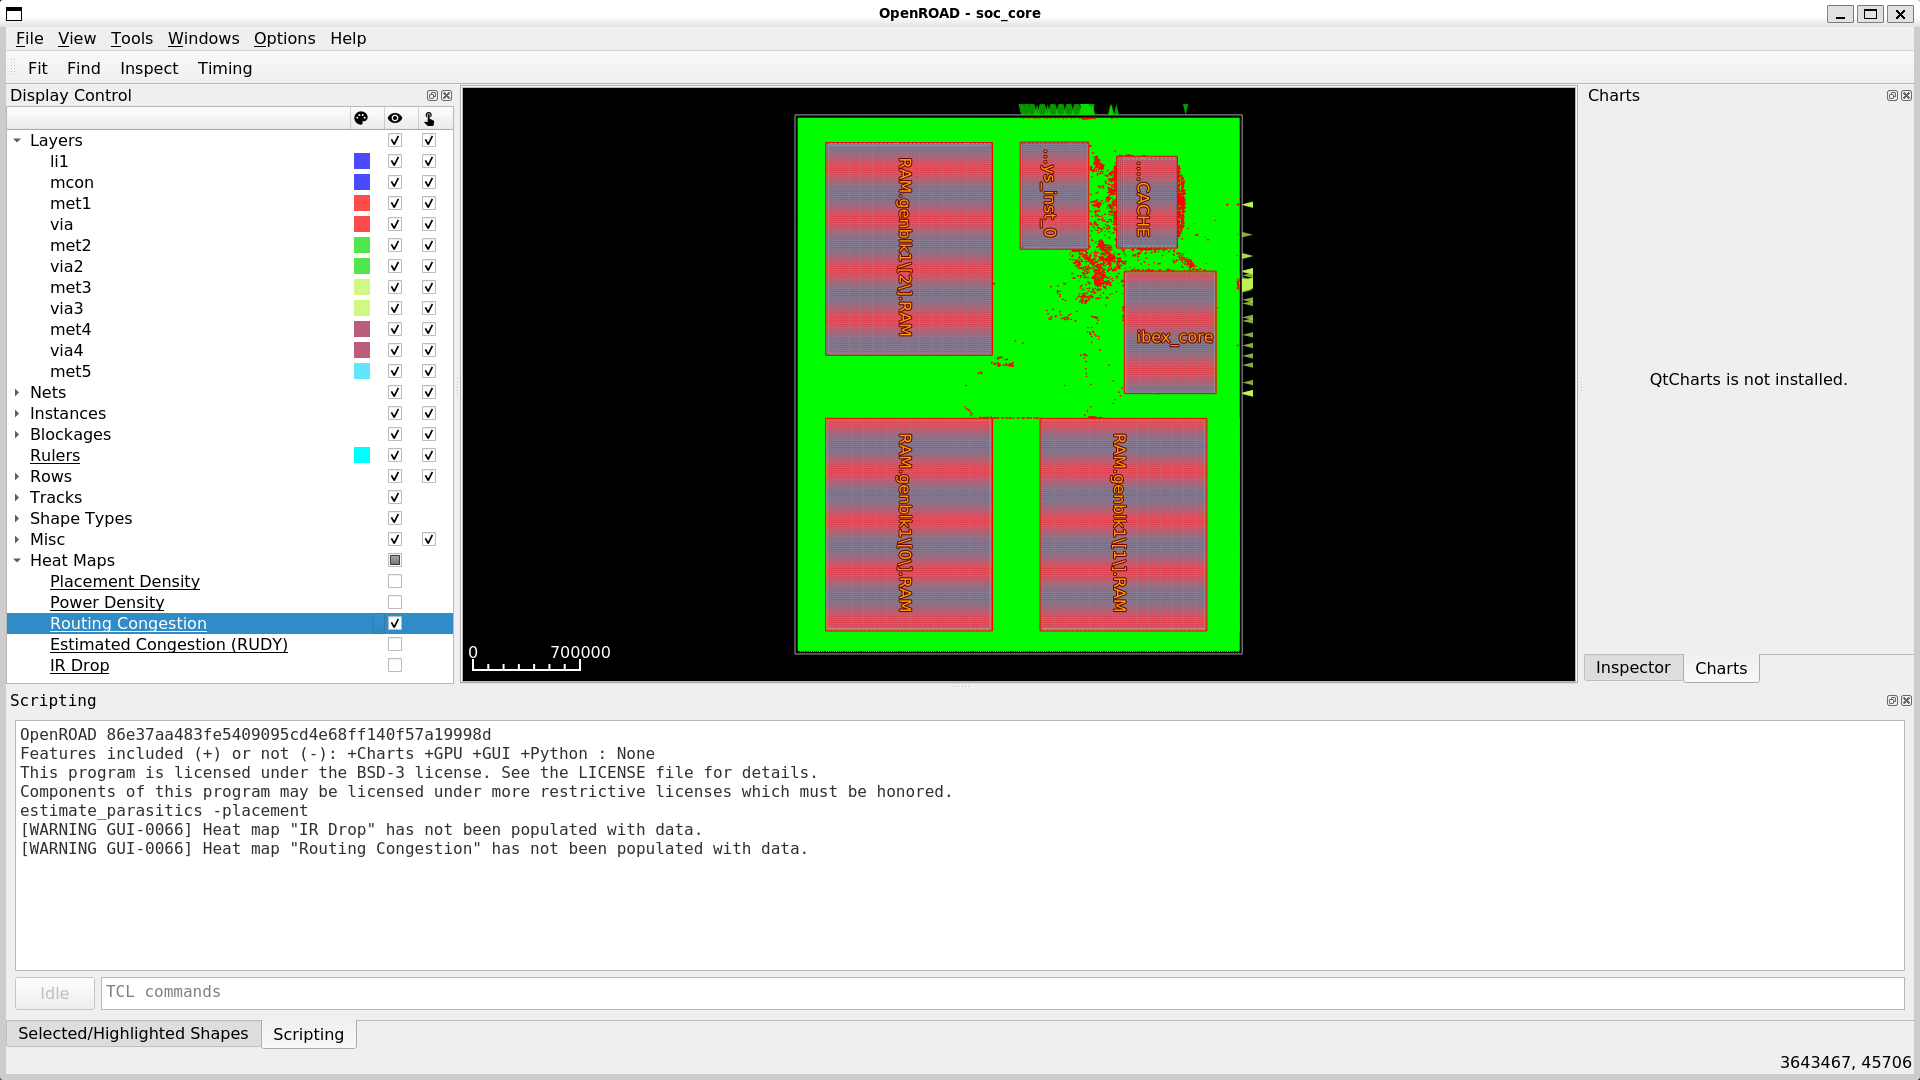 OpenROAD - soc_core
File View Tools Windows Options Help
Fit Find Inspect Timing
Display Control
Layers
li1
mcon
met1
via
met2
via2
met3
via3
met4
via4
met5
Nets
Instances
Blockages
Rulers
Rows
Tracks
Shape Types
Misc
Heat Maps
Placement Density
Power Density
Routing Congestion
Estimated Congestion (RUDY)
IR Drop
RAM.genblk1\[2\].RAM
...ys_inst_0
....CACHE
ibex_core
RAM.genblk1\[0\].RAM
RAM.genblk1\[1\].RAM
0 700000
Charts
QtCharts is not installed.
Inspector Charts
Scripting
OpenROAD 86e37aa483fe5409095cd4e68ff140f57a19998d
Features included (+) or not (-): +Charts +GPU +GUI +Python : None
This program is licensed under the BSD-3 license. See the LICENSE file for details.
Components of this program may be licensed under more restrictive licenses which must be honored.
estimate_parasitics -placement
[WARNING GUI-0066] Heat map "IR Drop" has not been populated with data.
[WARNING GUI-0066] Heat map "Routing Congestion" has not been populated with data.
Idle TCL commands
Selected/Highlighted Shapes Scripting
3643467, 45706